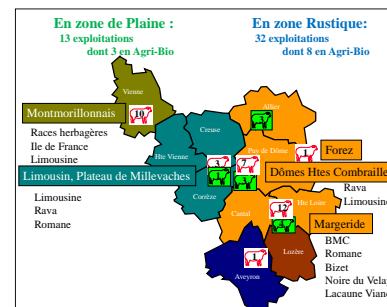 En zone de Plaine :
13 exploitations
dont 3 en Agri-Bio
En zone Rustique:
32 exploitations
dont 8 en Agri-Bio
Vienne
10
Montmorillonnais
Races herbagères
Ile de France
Limousine
Allier
Creuse
Hte Vienne
Puy de Dôme
1
Forez
3
7
Limousin, Plateau de Millevaches
Dômes Htes Combraille
Limousine
Rava
Romane
Rava
Limousine
Corrèze
12
Hte Loire
Cantal
Margeride
BMC
Romane
Bizet
Noire du Velay
Lacaune Viande
1
Aveyron
Lozère